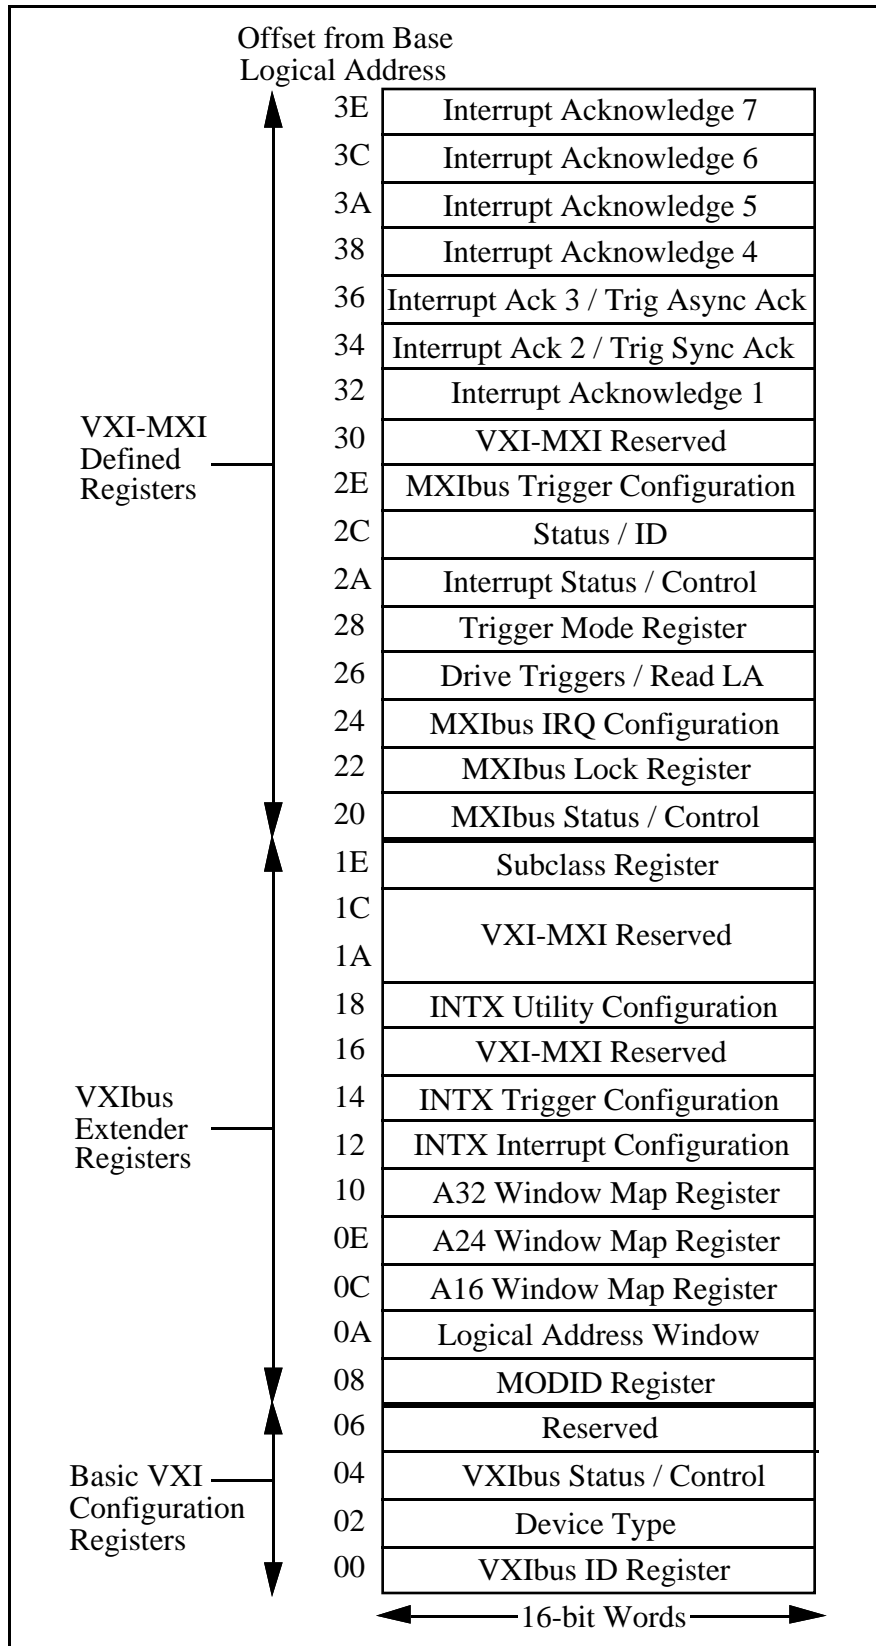 Offset from Base
Logical Address
3E Interrupt Acknowledge 7
3C Interrupt Acknowledge 6
3A Interrupt Acknowledge 5
38 Interrupt Acknowledge 4
36 Interrupt Ack 3 / Trig Async Ack
34 Interrupt Ack 2 / Trig Sync Ack
32 Interrupt Acknowledge 1
30 VXI-MXI Reserved
2E MXIbus Trigger Configuration
2C Status / ID
2A Interrupt Status / Control
28 Trigger Mode Register
26 Drive Triggers / Read LA
24 MXIbus IRQ Configuration
22 MXIbus Lock Register
20 MXIbus Status / Control
VXI-MXI
Defined
Registers
1E Subclass Register
1C
VXI-MXI Reserved
1A
18 INTX Utility Configuration
16 VXI-MXI Reserved
14 INTX Trigger Configuration
12 INTX Interrupt Configuration
10 A32 Window Map Register
0E A24 Window Map Register
0C A16 Window Map Register
0A Logical Address Window
08 MODID Register
VXIbus
Extender
Registers
06 Reserved
04 VXIbus Status / Control
02 Device Type
00 VXIbus ID Register
Basic VXI
Configuration
Registers
16-bit Words